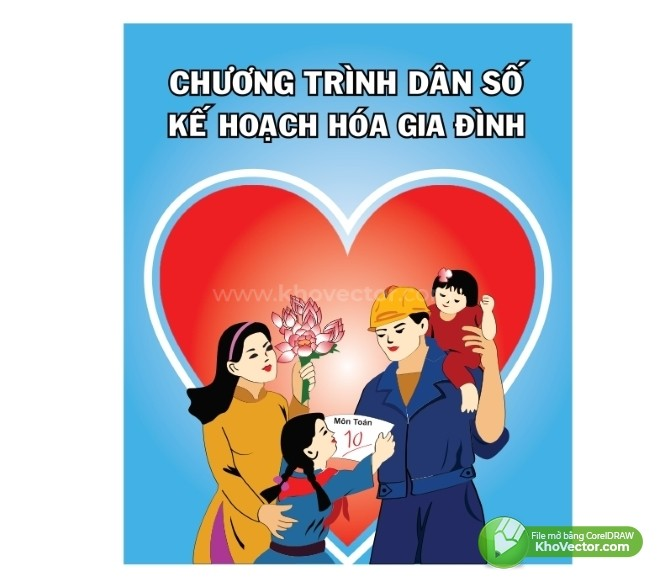 CHƯƠNG TRÌNH DÂN SỐ
KẾ HOẠCH HÓA GIA ĐÌNH
www.khovector.com
Môn Toán
10
File mở bằng CorelDRAW
KhoVector.com